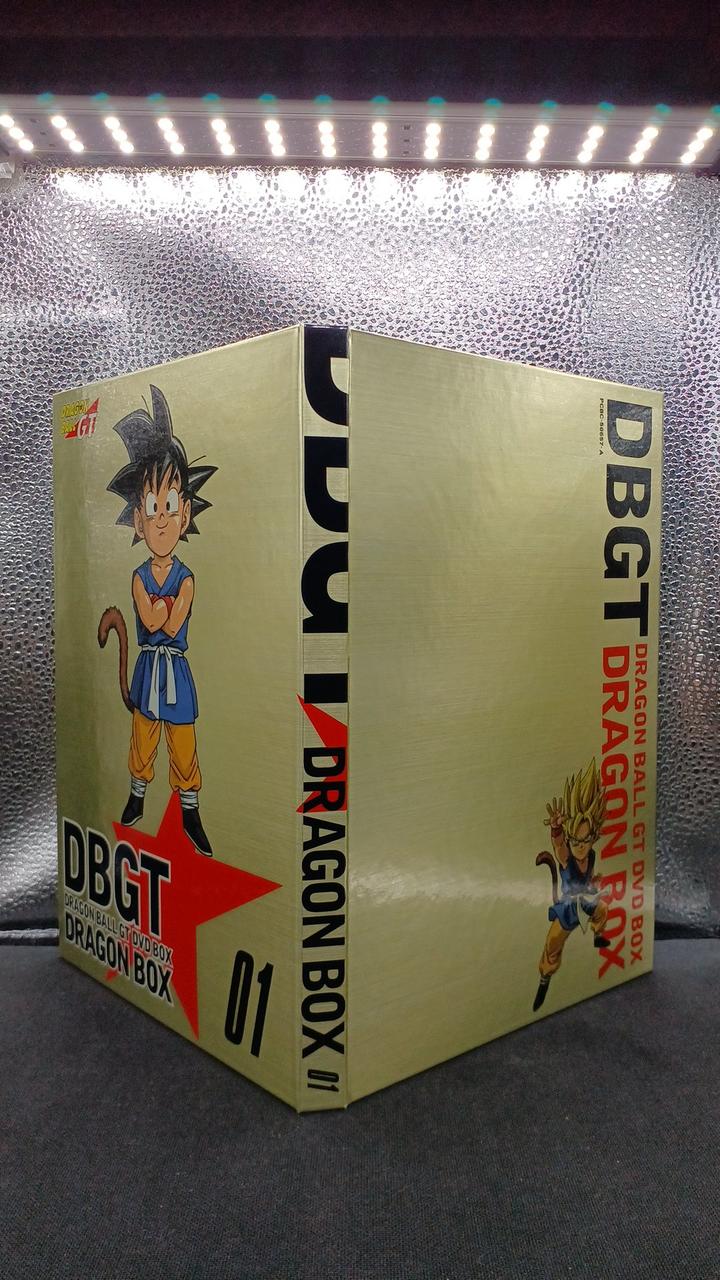 DRAGON
BALL GT
DBGT
DRAGON BALL GT DVD BOX
DRAGON BOX
01
DBGT
DRAGON BOX
01
PCBC-50657-A
DBGT
DRAGON BALL GT DVD BOX
DRAGON BOX